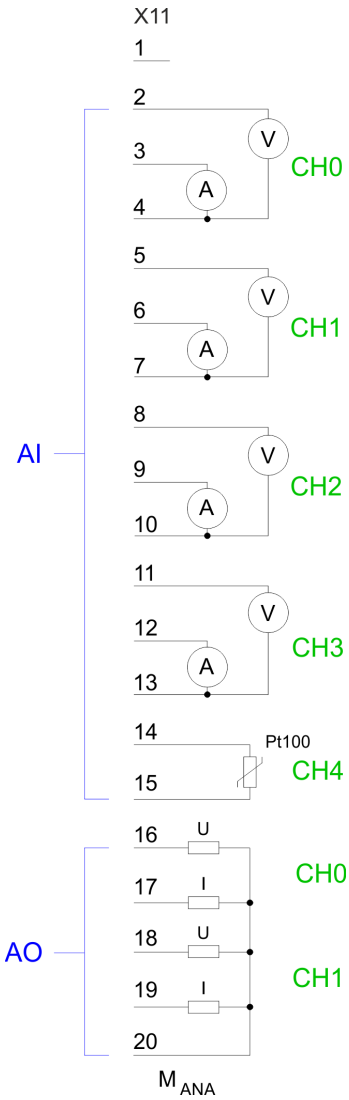 X11
1
2
V
3
CH0
A
4
5
V
6
CH1
A
7
8
V
AI
9
CH2
A
10
11
V
12
CH3
A
13
14
Pt100
CH4
15
16 U
CH0
17 I
18 U
AO
CH1
19 I
20
M ANA